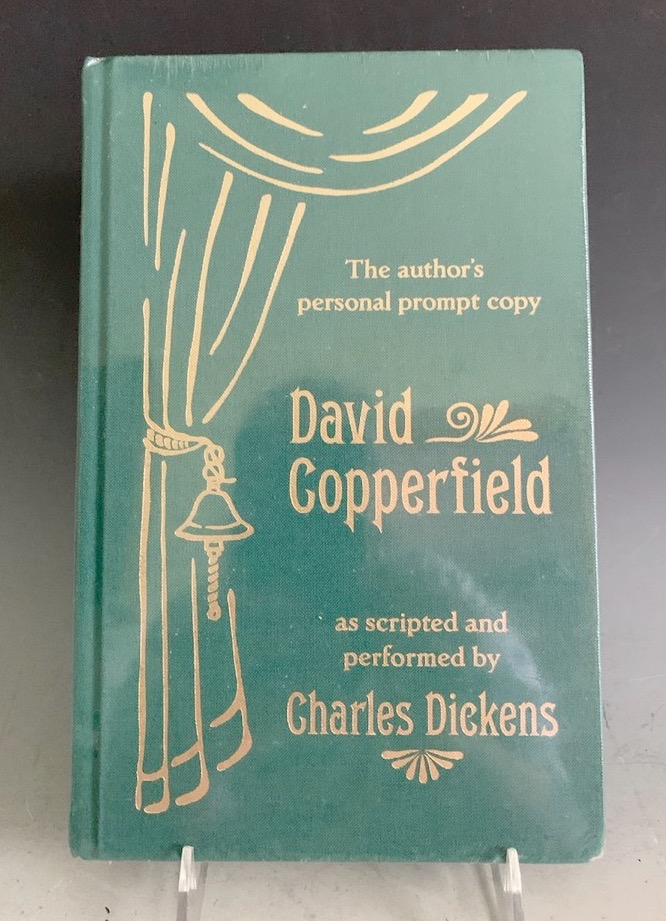 The author's
personal prompt copy
David
Copperfield
as scripted and
performed by
Charles Dickens